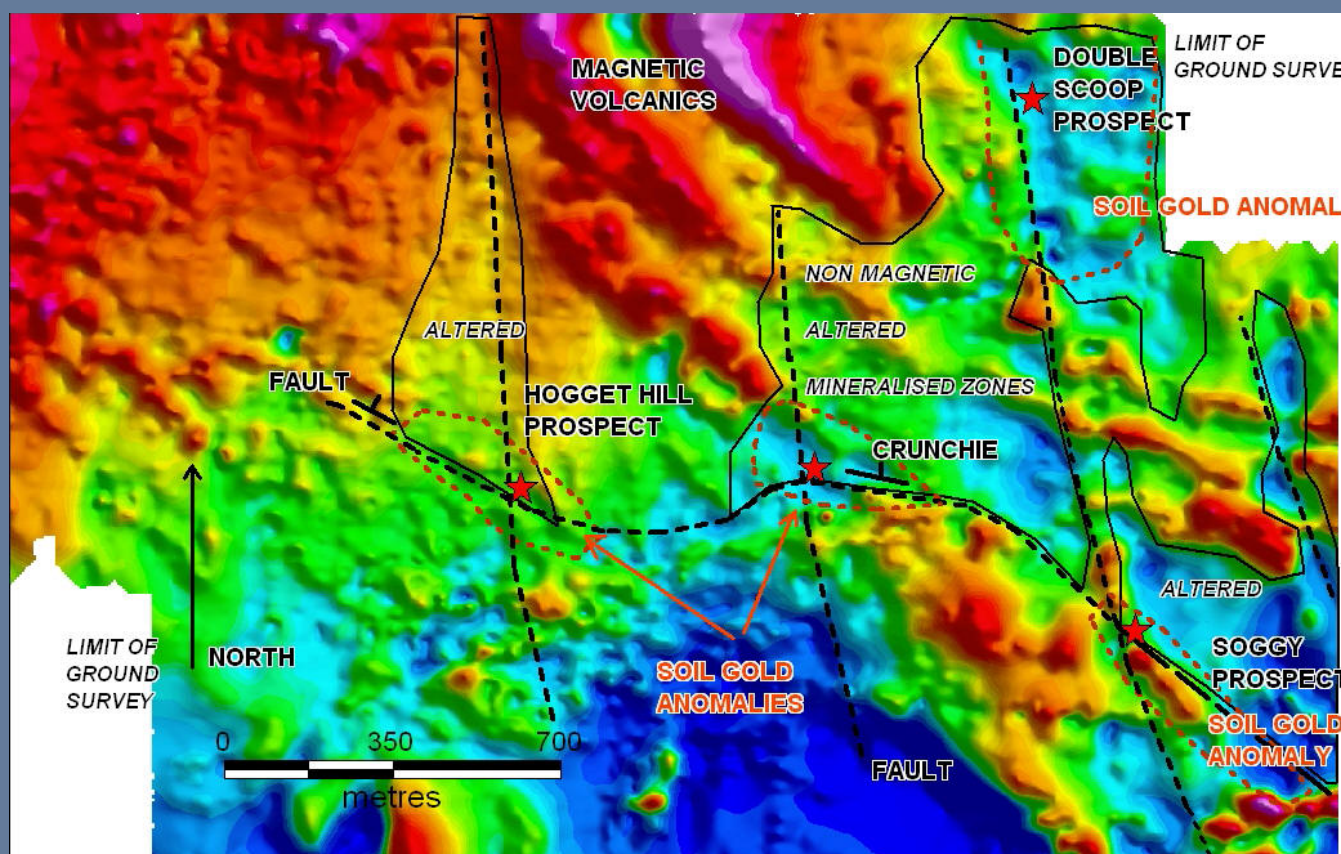 MAGNETIC
VOLCANICS
DOUBLE
SCOOP
PROSPECT
LIMIT OF
GROUND SURVE
SOIL GOLD ANOMAL
NON MAGNETIC
ALTERED
MINERALISED ZONES
ALTERED
FAULT
HOGGET HILL
PROSPECT
CRUNCHIE
ALTERED
LIMIT OF
GROUND
SURVEY
NORTH
SOIL GOLD
ANOMALIES
SOGGY
PROSPECT
SOIL GOLD
ANOMALY
FAULT
0 350 700
metres